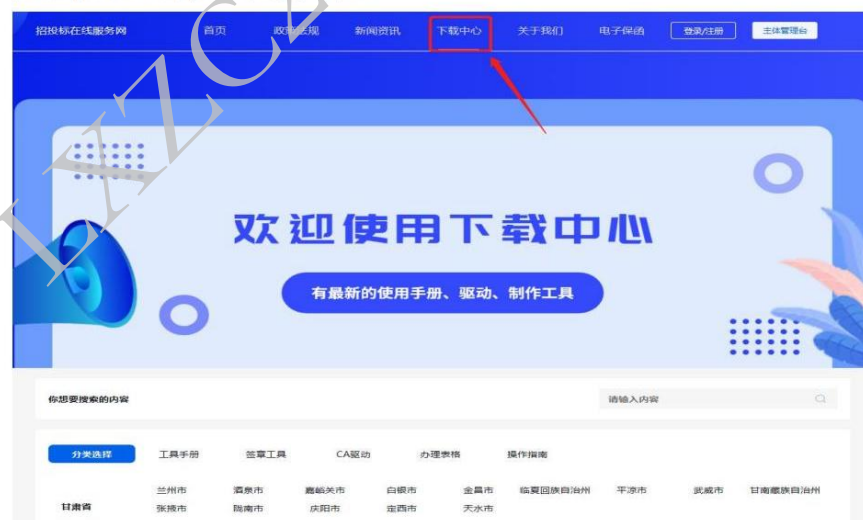 招投标在线服务网 首页 政策法规 新闻资讯 下载中心 关于我们 电子保函 登录/注册 主体管理台
欢迎使用下载中心
有最新的使用手册、驱动、制作工具
你想要搜索的内容 请输入内容
分类选择 工具手册 签章工具 CA驱动 办理表格 操作指南
兰州市 酒泉市 嘉峪关市 白银市 金昌市 临夏回族自治州 平凉市 武威市 甘南藏族自治州
甘肃省 张掖市 陇南市 庆阳市 定西市 天水市
LXZCZ